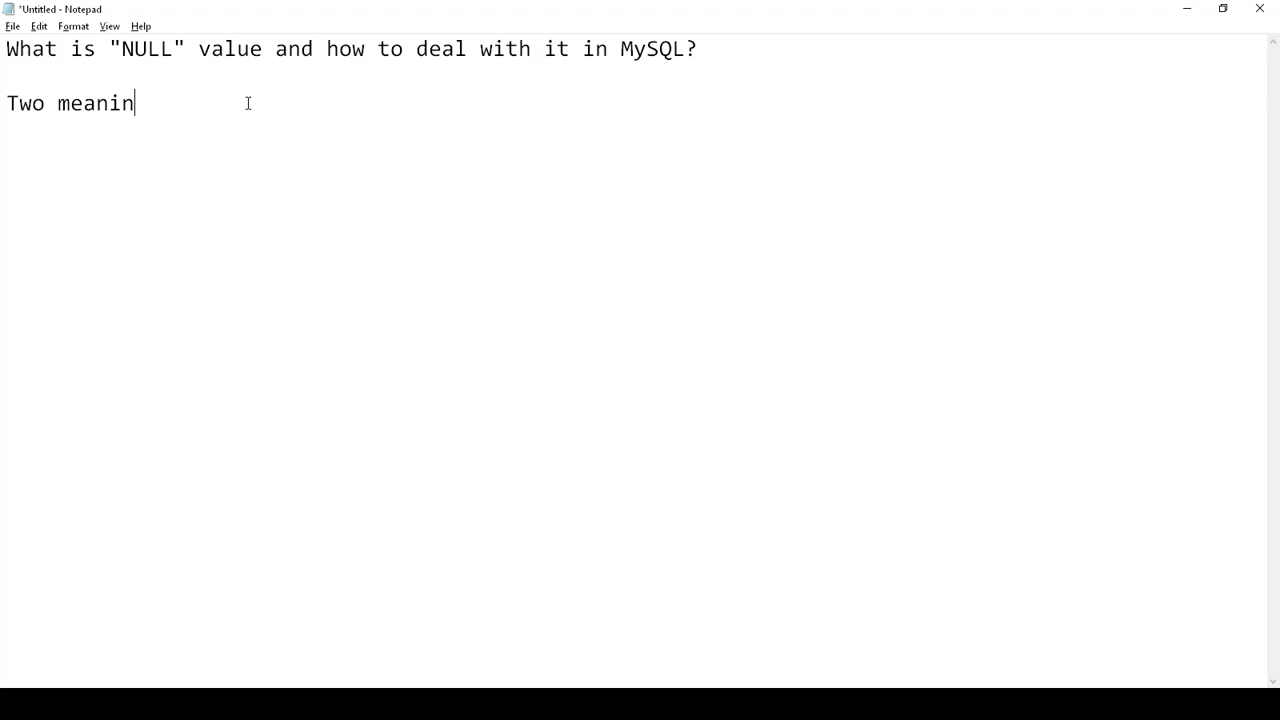 *Untitled - Notepad
File Edit Format View Help
What is "NULL" value and how to deal with it in MySQL?
Two meanin